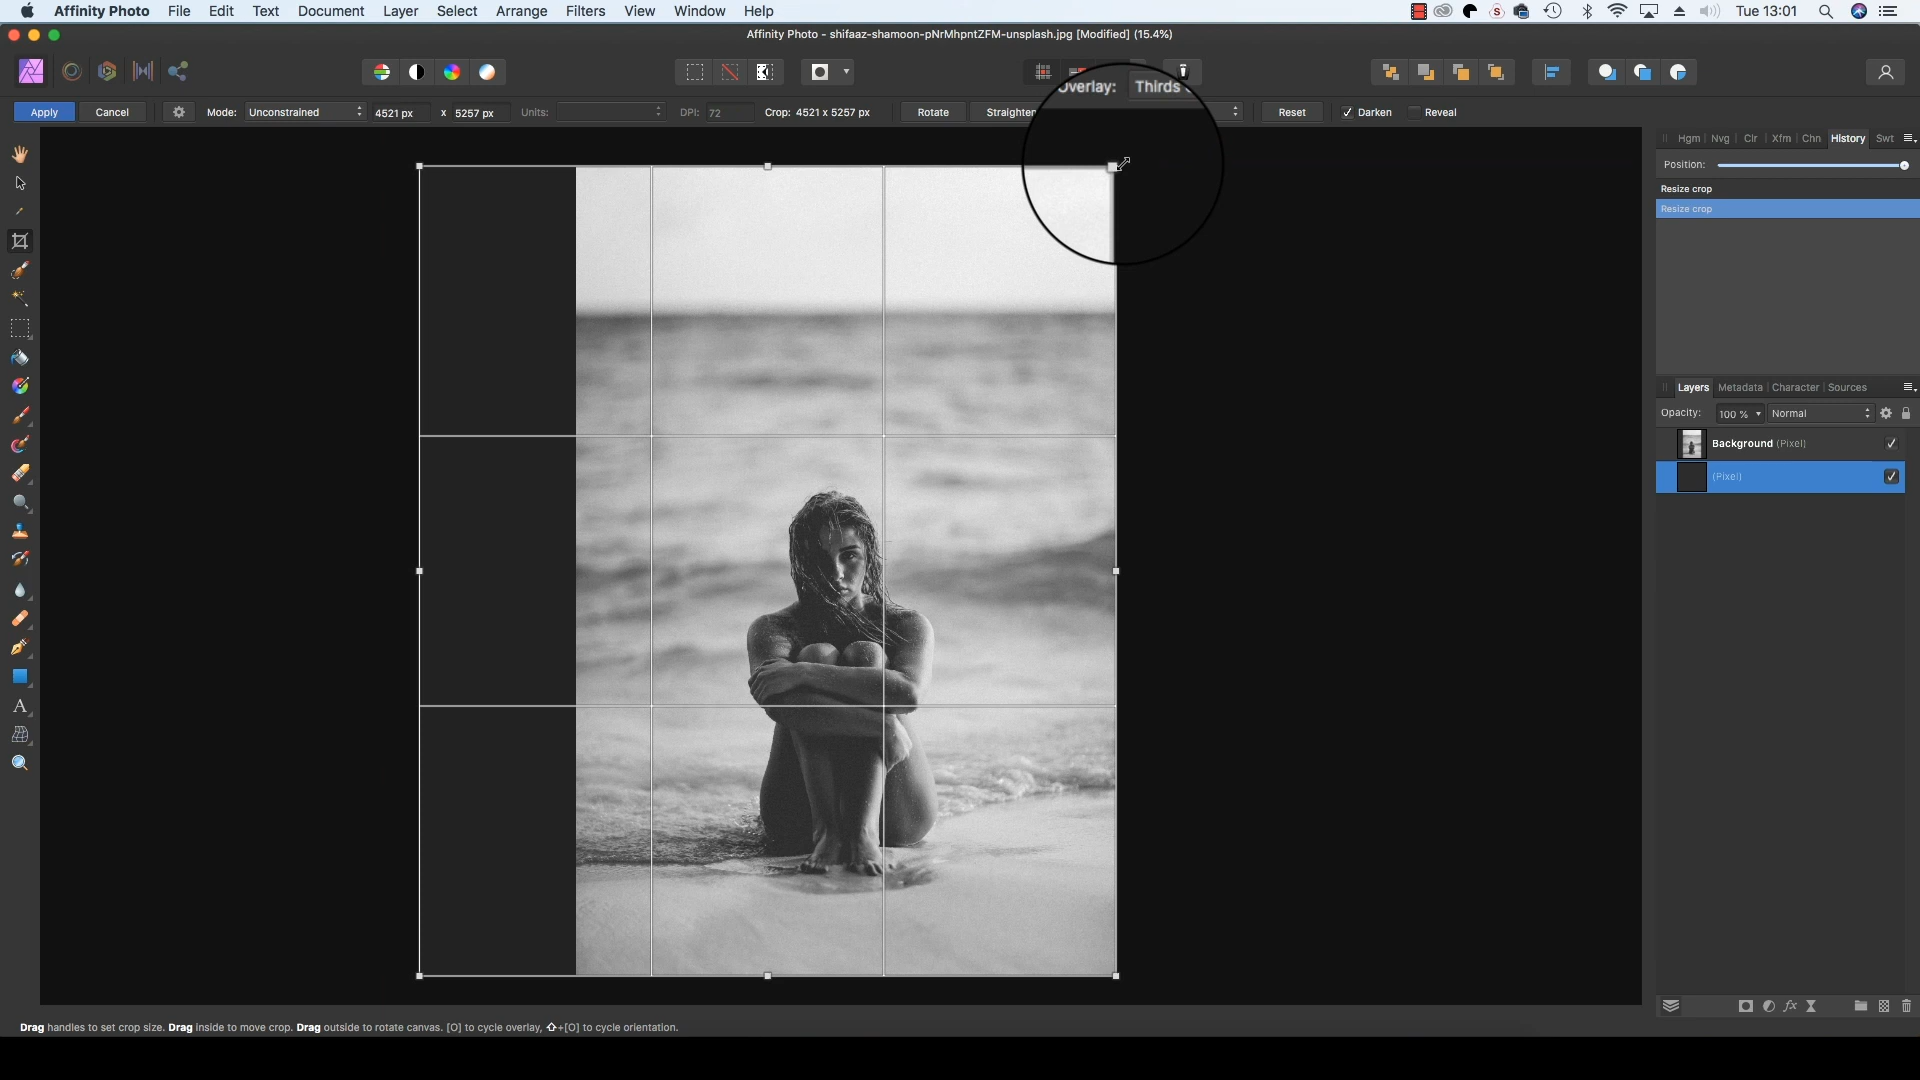 Affinity Photo File Edit Text Document Layer Select Arrange Filters View Window Help Tue 13:01
Affinity Photo - shifaaz-shamoon-pNrMhpntZFM-unsplash.jpg [Modified] (15.4%)
Overlay: Thirds
Apply Cancel Mode: Unconstrained 4521 px x 5257 px Units: DPI: 72 Crop: 4521 x 5257 px Rotate Straighten Reset Darken Reveal
Hgm Nvg Clr Xfm Chn History Swt
Position:
Resize crop
Resize crop
Layers Metadata Character Sources
Opacity: 100 % Normal
Background (Pixel)
(Pixel)
fx
Drag handles to set crop size. Drag inside to move crop. Drag outside to rotate canvas. [O] to cycle overlay, ⇧+[O] to cycle orientation.